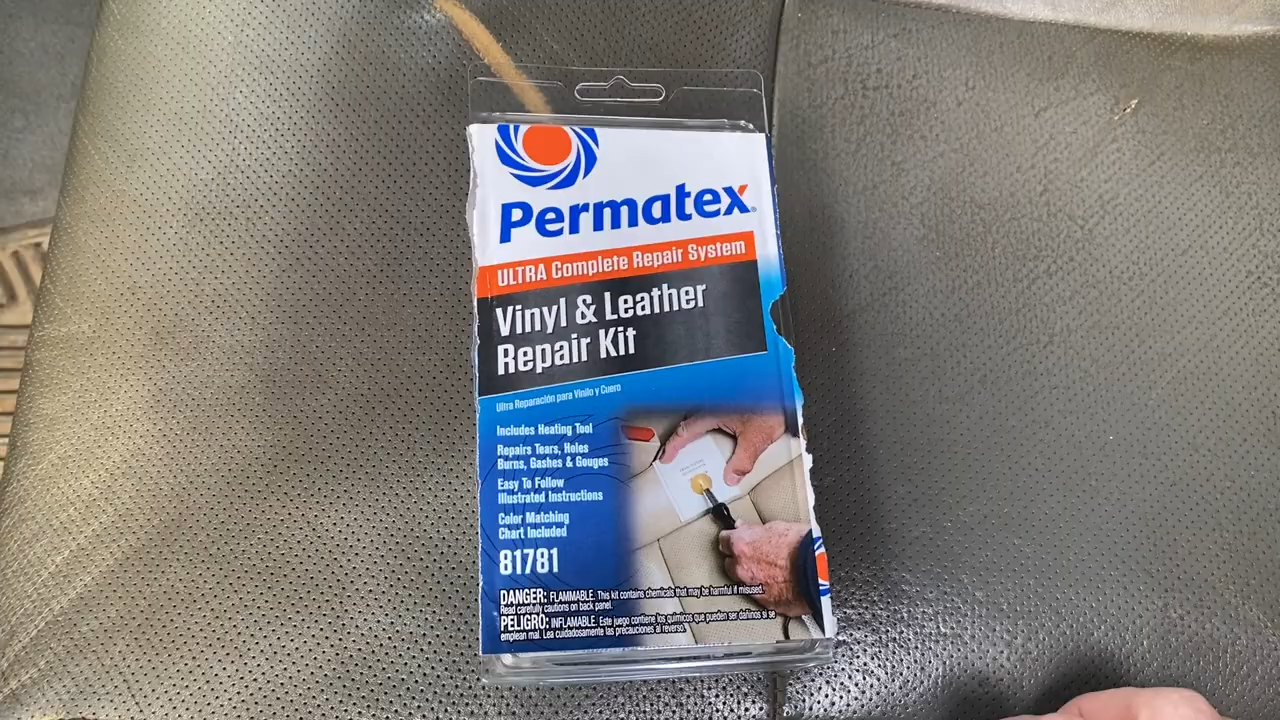 Permatex®
ULTRA Complete Repair System
Vinyl & Leather
Repair Kit
Ultra Reparación para Vinilo y Cuero
Includes Heating Tool
Repairs Tears, Holes
Burns, Gashes & Gouges
Easy To Follow
Illustrated Instructions
Color Matching
Chart Included
81781
DANGER: FLAMMABLE. This kit contains chemicals that may be harmful if misused.
Read carefully cautions on back panel.
PELIGRO: INFLAMABLE. Este juego contiene los químicos que pueden ser dañinos si se
emplean mal. Lea cuidadosamente las precauciones al reverso.